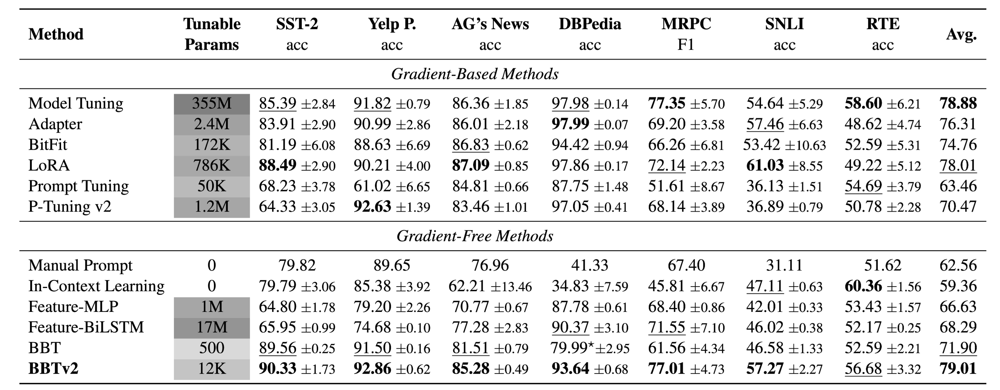 Method Tunable Params SST-2 acc Yelp P. acc AG's News acc DBPedia acc MRPC F1 SNLI acc RTE acc Avg.
Gradient-Based Methods
Model Tuning 355M 85.39 ±2.84 91.82 ±0.79 86.36 ±1.85 97.98 ±0.14 77.35 ±5.70 54.64 ±5.29 58.60 ±6.21 78.88
Adapter 2.4M 83.91 ±2.90 90.99 ±2.86 86.01 ±2.18 97.99 ±0.07 69.20 ±3.58 57.46 ±6.63 48.62 ±4.74 76.31
BitFit 172K 81.19 ±6.08 88.63 ±6.69 86.83 ±0.62 94.42 ±0.94 66.26 ±6.81 53.42 ±10.63 52.59 ±5.31 74.76
LoRA 786K 88.49 ±2.90 90.21 ±4.00 87.09 ±0.85 97.86 ±0.17 72.14 ±2.23 61.03 ±8.55 49.22 ±5.12 78.01
Prompt Tuning 50K 68.23 ±3.78 61.02 ±6.65 84.81 ±0.66 87.75 ±1.48 51.61 ±8.67 36.13 ±1.51 54.69 ±3.79 63.46
P-Tuning v2 1.2M 64.33 ±3.05 92.63 ±1.39 83.46 ±1.01 97.05 ±0.41 68.14 ±3.89 36.89 ±0.79 50.78 ±2.28 70.47
Gradient-Free Methods
Manual Prompt 0 79.82 89.65 76.96 41.33 67.40 31.11 51.62 62.56
In-Context Learning 0 79.79 ±3.06 85.38 ±3.92 62.21 ±13.46 34.83 ±7.59 45.81 ±6.67 47.11 ±0.63 60.36 ±1.56 59.36
Feature-MLP 1M 64.80 ±1.78 79.20 ±2.26 70.77 ±0.67 87.78 ±0.61 68.40 ±0.86 42.01 ±0.33 53.43 ±1.57 66.63
Feature-BiLSTM 17M 65.95 ±0.99 74.68 ±0.10 77.28 ±2.83 90.37 ±3.10 71.55 ±7.10 46.02 ±0.38 52.17 ±0.25 68.29
BBT 500 89.56 ±0.25 91.50 ±0.16 81.51 ±0.79 79.99*±2.95 61.56 ±4.34 46.58 ±1.33 52.59 ±2.21 71.90
BBTv2 12K 90.33 ±1.73 92.86 ±0.62 85.28 ±0.49 93.64 ±0.68 77.01 ±4.73 57.27 ±2.27 56.68 ±3.32 79.01